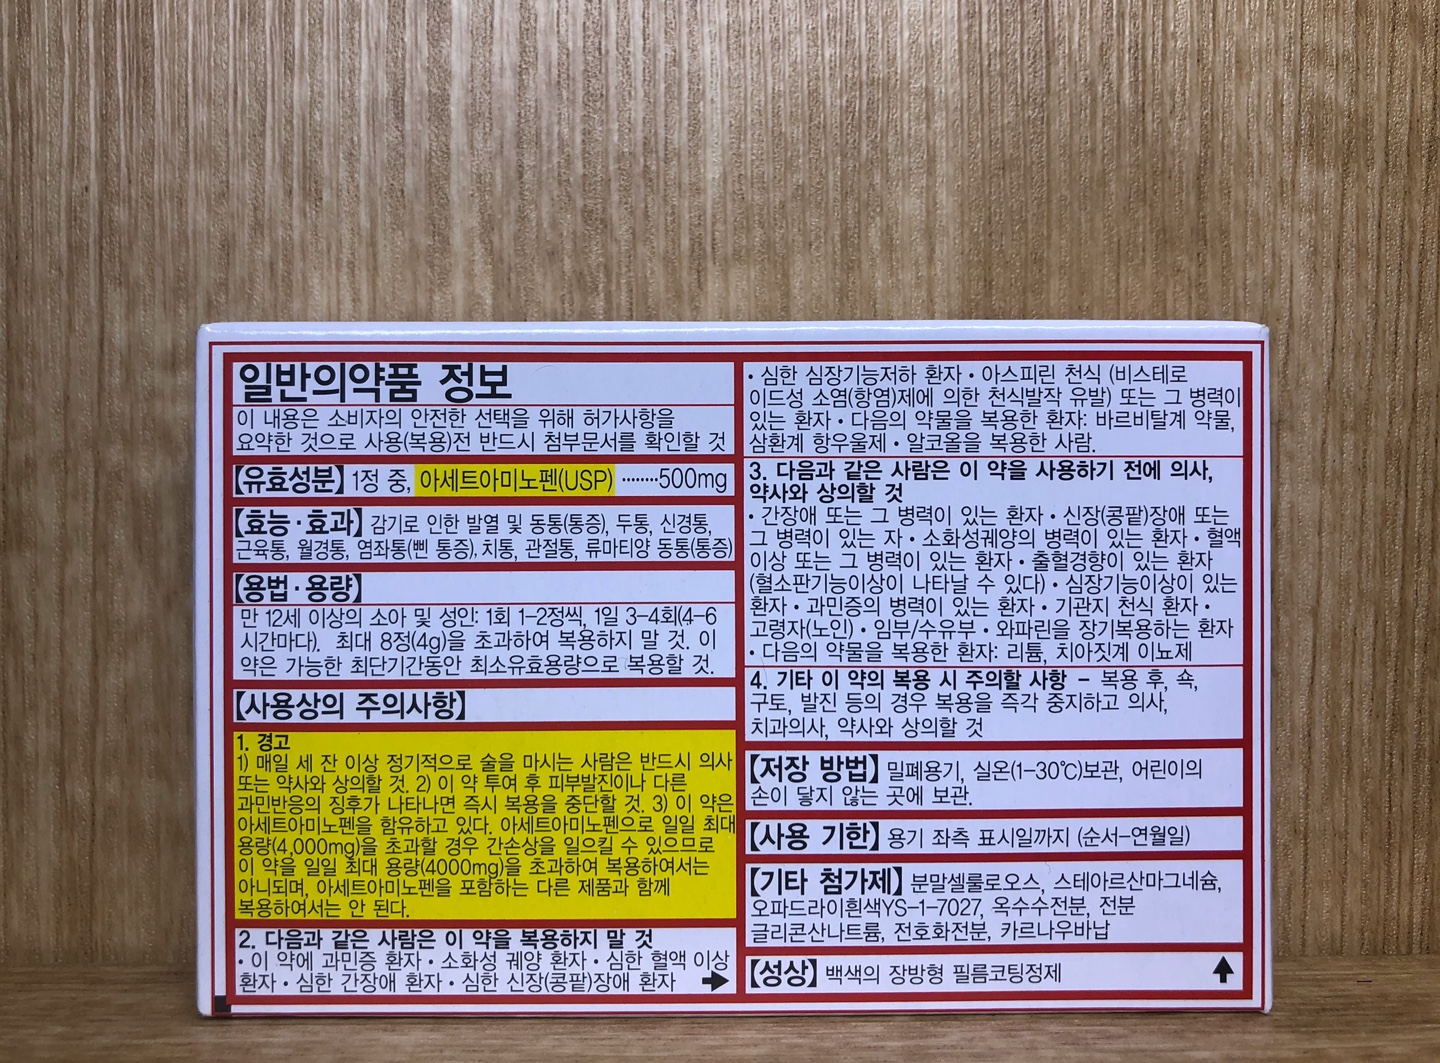 일반의약품 정보
이 내용은 소비자의 안전한 선택을 위해 허가사항을
요약한 것으로 사용(복용)전 반드시 첨부문서를 확인할 것
【유효성분】 1정 중, 아세트아미노펜(USP) ········500mg
【효능·효과】 감기로 인한 발열 및 동통(통증), 두통, 신경통,
근육통, 월경통, 염좌통(삔 통증), 치통, 관절통, 류마티양 동통(통증)
【용법·용량】
만 12세 이상의 소아 및 성인: 1회 1-2정씩, 1일 3-4회(4-6
시간마다). 최대 8정(4g)을 초과하여 복용하지 말 것. 이
약은 가능한 최단기간동안 최소유효용량으로 복용할 것.
【사용상의 주의사항】
1. 경고
1) 매일 세 잔 이상 정기적으로 술을 마시는 사람은 반드시 의사
또는 약사와 상의할 것. 2) 이 약 투여 후 피부발진이나 다른
과민반응의 징후가 나타나면 즉시 복용을 중단할 것. 3) 이 약은
아세트아미노펜을 함유하고 있다. 아세트아미노펜으로 일일 최대
용량(4,000mg)을 초과할 경우 간손상을 일으킬 수 있으므로
이 약을 일일 최대 용량(4000mg)을 초과하여 복용하여서는
아니되며, 아세트아미노펜을 포함하는 다른 제품과 함께
복용하여서는 안 된다.
2. 다음과 같은 사람은 이 약을 복용하지 말 것
• 이 약에 과민증 환자 • 소화성 궤양 환자 • 심한 혈액 이상
환자 • 심한 간장애 환자 • 심한 신장(콩팥)장애 환자
• 심한 심장기능저하 환자 • 아스피린 천식 (비스테로
이드성 소염(항염)제에 의한 천식발작 유발) 또는 그 병력이
있는 환자 • 다음의 약물을 복용한 환자: 바르비탈계 약물,
삼환계 항우울제 • 알코올을 복용한 사람.
3. 다음과 같은 사람은 이 약을 사용하기 전에 의사,
약사와 상의할 것
• 간장애 또는 그 병력이 있는 환자 • 신장(콩팥)장애 또는
그 병력이 있는 자 • 소화성궤양의 병력이 있는 환자 • 혈액
이상 또는 그 병력이 있는 환자 • 출혈경향이 있는 환자
(혈소판기능이상이 나타날 수 있다) • 심장기능이상이 있는
환자 • 과민증의 병력이 있는 환자 • 기관지 천식 환자 •
고령자(노인) • 임부/수유부 • 와파린을 장기복용하는 환자
• 다음의 약물을 복용한 환자: 리튬, 치아짓계 이뇨제
4. 기타 이 약의 복용 시 주의할 사항 - 복용 후, 쇽,
구토, 발진 등의 경우 복용을 즉각 중지하고 의사,
치과의사, 약사와 상의할 것
【저장 방법】 밀폐용기, 실온(1-30℃)보관, 어린이의
손이 닿지 않는 곳에 보관.
【사용 기한】 용기 좌측 표시일까지 (순서-연월일)
【기타 첨가제】 분말셀룰로오스, 스테아르산마그네슘,
오파드라이흰색YS-1-7027, 옥수수전분, 전분
글리콘산나트륨, 전호화전분, 카르나우바납
【성상】 백색의 장방형 필름코팅정제